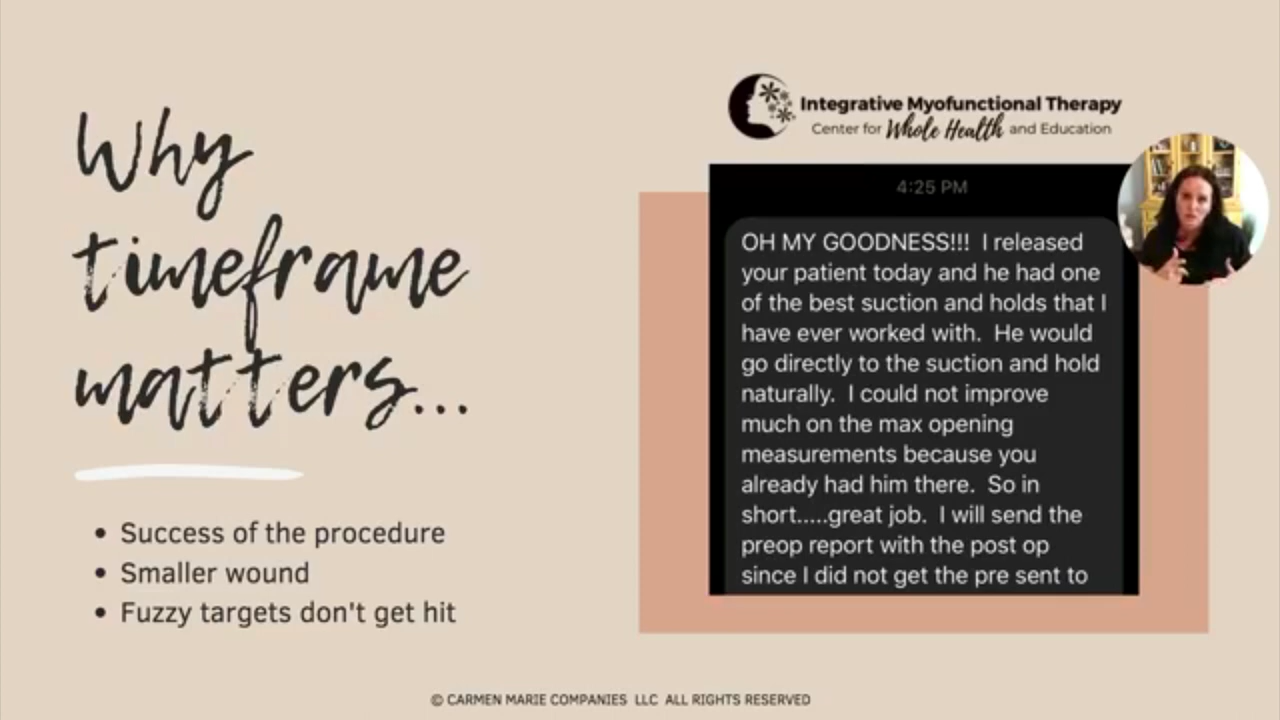 Why
timeframe
matters...
• Success of the procedure
• Smaller wound
• Fuzzy targets don't get hit
Integrative Myofunctional Therapy
Center for Whole Health and Education
4:25 PM
OH MY GOODNESS!!!  I released
your patient today and he had one
of the best suction and holds that I
have ever worked with.  He would
go directly to the suction and hold
naturally.  I could not improve
much on the max opening
measurements because you
already had him there.  So in
short.....great job.  I will send the
preop report with the post op
since I did not get the pre sent to
© CARMEN MARIE COMPANIES  LLC  ALL RIGHTS RESERVED